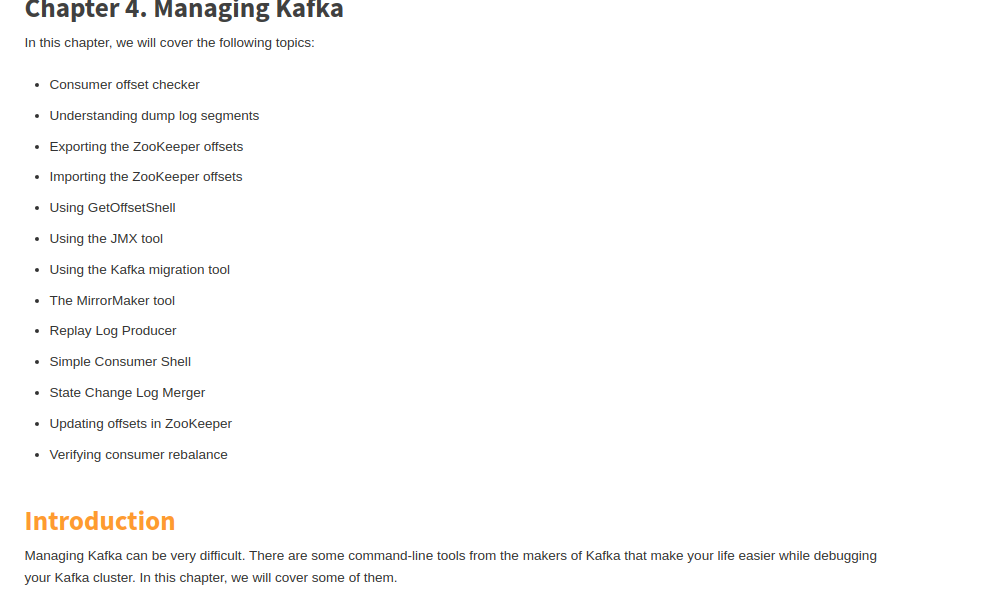 Chapter 4. Managing Kafka
In this chapter, we will cover the following topics:
• Consumer offset checker
• Understanding dump log segments
• Exporting the ZooKeeper offsets
• Importing the ZooKeeper offsets
• Using GetOffsetShell
• Using the JMX tool
• Using the Kafka migration tool
• The MirrorMaker tool
• Replay Log Producer
• Simple Consumer Shell
• State Change Log Merger
• Updating offsets in ZooKeeper
• Verifying consumer rebalance
Introduction
Managing Kafka can be very difficult. There are some command-line tools from the makers of Kafka that make your life easier while debugging
your Kafka cluster. In this chapter, we will cover some of them.